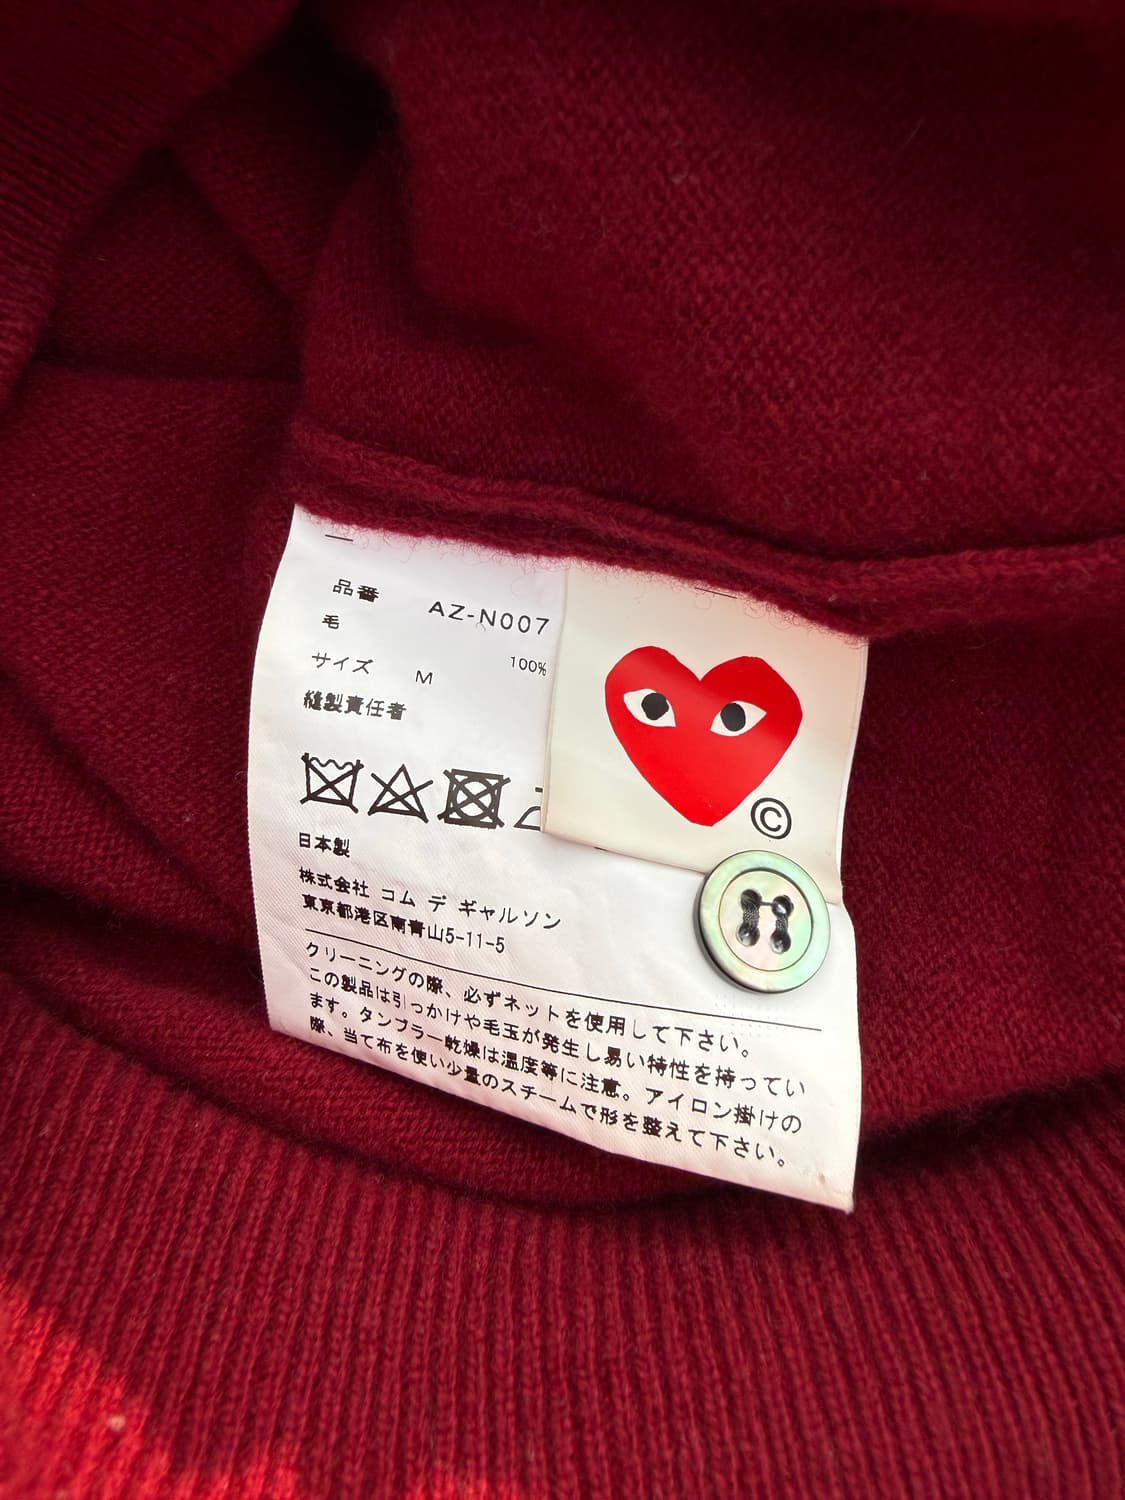 品番 AZ-N007
毛 100%
サイズ M
縫製責任者
©
日本製
株式会社 コム デ ギャルソン
東京都港区南青山5-11-5
クリーニングの際、必ずネットを使用して下さい。
この製品は引っかけや毛玉が発生し易い特性を持ってい
ます。タンブラー乾燥は温度等に注意。アイロン掛けの
際、当て布を使い少量のスチームで形を整えて下さい。